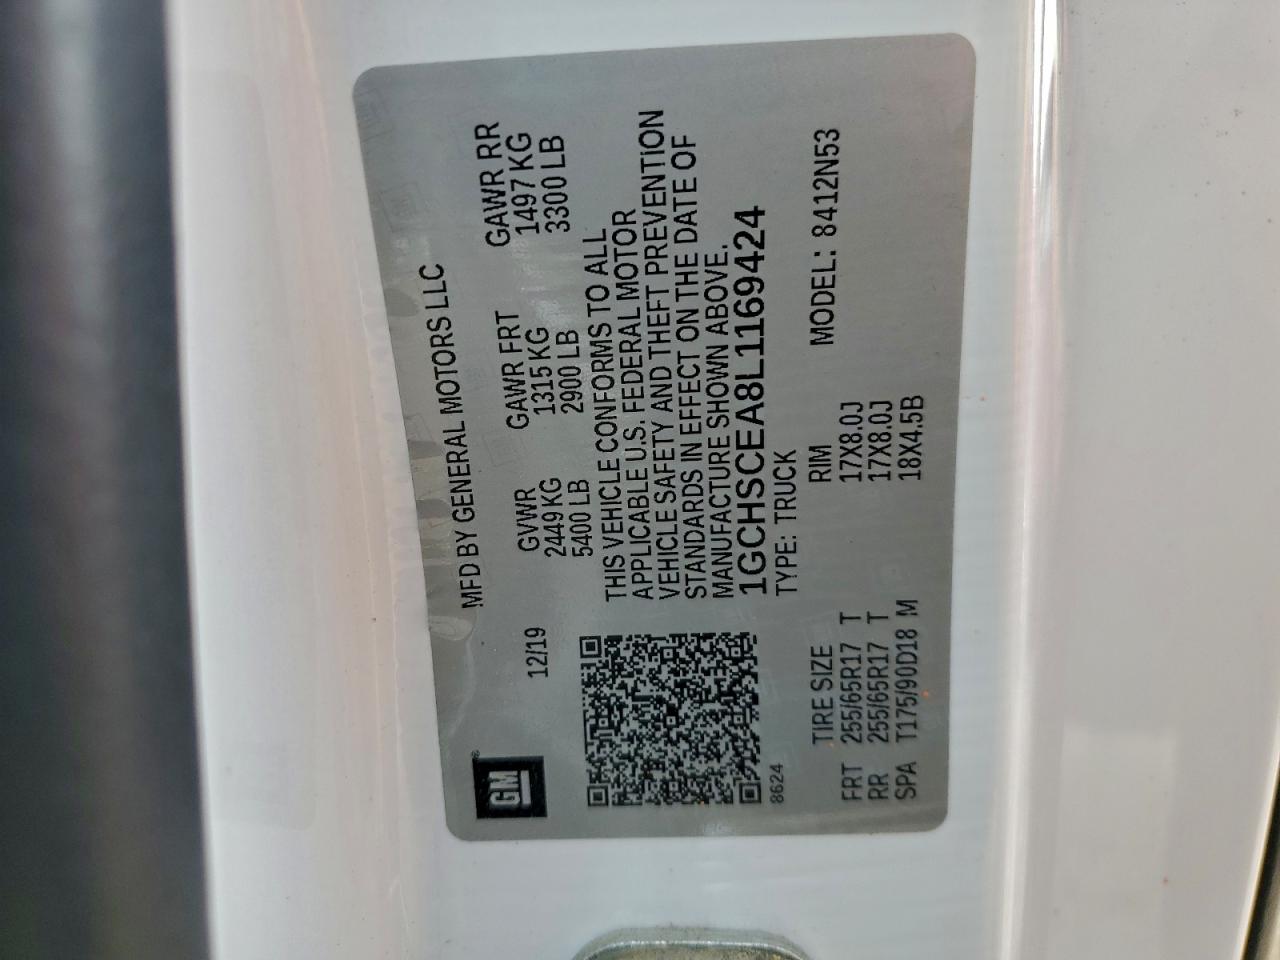 GM
MFD BY GENERAL MOTORS LLC
12/19
GVWR GAWR FRT GAWR RR
2449 KG 1315 KG 1497 KG
5400 LB 2900 LB 3300 LB
THIS VEHICLE CONFORMS TO ALL
APPLICABLE U.S. FEDERAL MOTOR
VEHICLE SAFETY AND THEFT PREVENTION
STANDARDS IN EFFECT ON THE DATE OF
MANUFACTURE SHOWN ABOVE.
1GCHSCEA8L1169424
8624
TYPE: TRUCK
MODEL: 8412N53
TIRE SIZE RIM
FRT 255/65R17 T 17X8.0J
RR 255/65R17 T 17X8.0J
SPA T175/90D18 M 18X4.5B